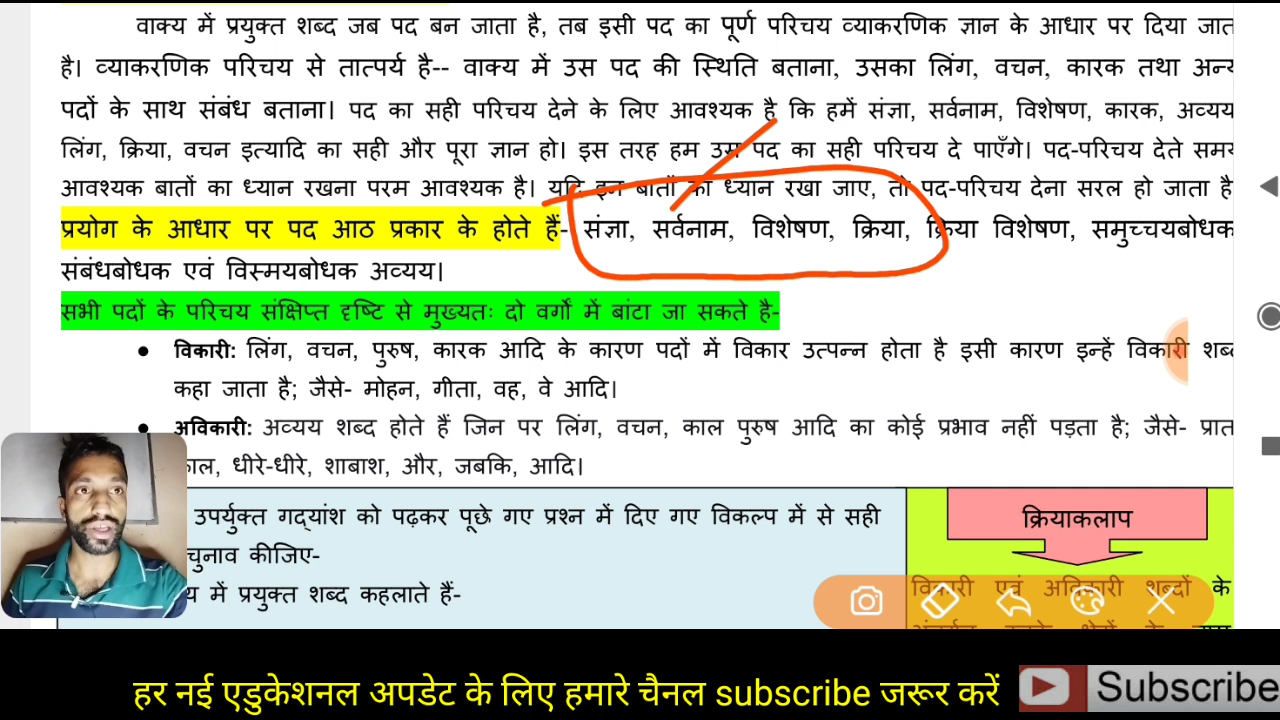 वाक्य में प्रयुक्त शब्द जब पद बन जाता है, तब इसी पद का पूर्ण परिचय व्याकरणिक ज्ञान के आधार पर दिया जात
है। व्याकरणिक परिचय से तात्पर्य है-- वाक्य में उस पद की स्थिति बताना, उसका लिंग, वचन, कारक तथा अन्य
पदों के साथ संबंध बताना। पद का सही परिचय देने के लिए आवश्यक है कि हमें संज्ञा, सर्वनाम, विशेषण, कारक, अव्यय
लिंग, क्रिया, वचन इत्यादि का सही और पूरा ज्ञान हो। इस तरह हम उस पद का सही परिचय दे पाएँगे। पद-परिचय देते समय
आवश्यक बातों का ध्यान रखना परम आवश्यक है। यदि इन बातों का ध्यान रखा जाए, तो पद-परिचय देना सरल हो जाता है
प्रयोग के आधार पर पद आठ प्रकार के होते हैं- संज्ञा, सर्वनाम, विशेषण, क्रिया, क्रिया विशेषण, समुच्चयबोधक
संबंधबोधक एवं विस्मयबोधक अव्यय।
सभी पदों के परिचय संक्षिप्त दृष्टि से मुख्यतः दो वर्गों में बांटा जा सकते है-
● विकारी: लिंग, वचन, पुरुष, कारक आदि के कारण पदों में विकार उत्पन्न होता है इसी कारण इन्हें विकारी शब्द
कहा जाता है; जैसे- मोहन, गीता, वह, वे आदि।
● अविकारी: अव्यय शब्द होते हैं जिन पर लिंग, वचन, काल पुरुष आदि का कोई प्रभाव नहीं पड़ता है; जैसे- प्रात
काल, धीरे-धीरे, शाबाश, और, जबकि, आदि।
उपर्युक्त गद्यांश को पढ़कर पूछे गए प्रश्न में दिए गए विकल्प में से सही
चुनाव कीजिए-
में प्रयुक्त शब्द कहलाते हैं-
क्रियाकलाप
विकारी एवं अविकारी शब्दों के
हर नई एडुकेशनल अपडेट के लिए हमारे चैनल subscribe जरूर करें
Subscribe